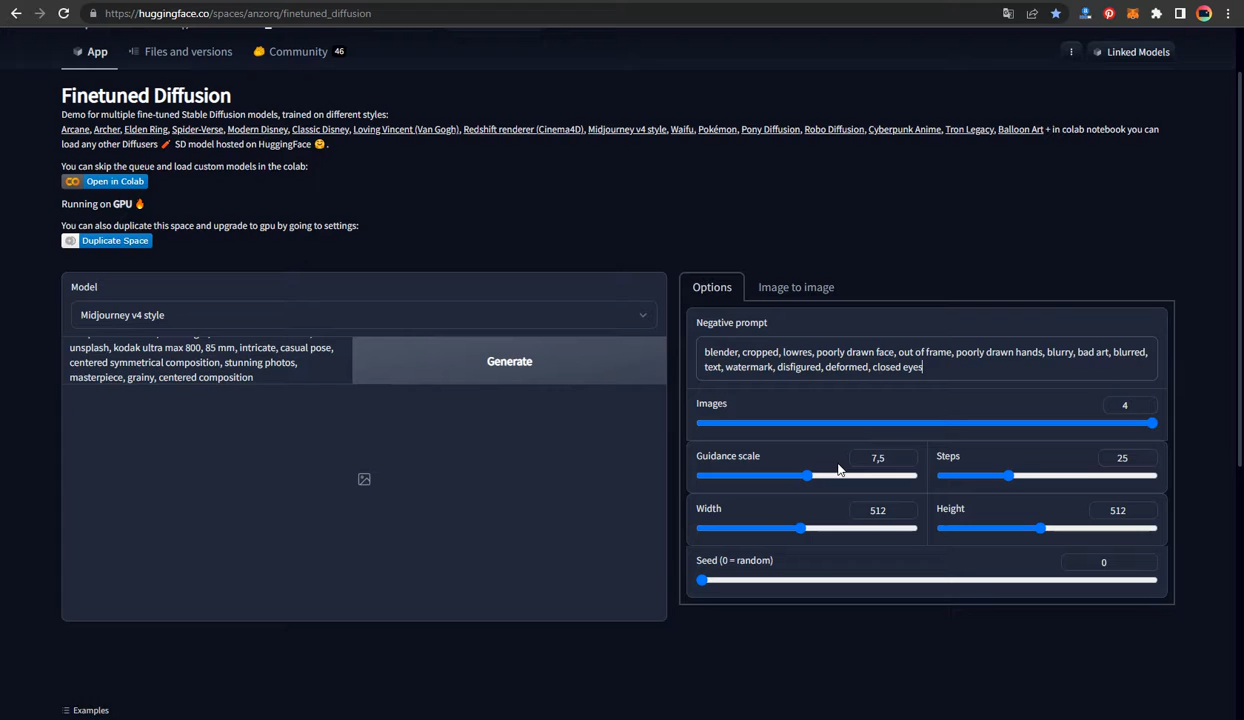 https://huggingface.co/spaces/anzorq/finetuned_diffusion
App
Files and versions
Community 46
Linked Models
Finetuned Diffusion
Demo for multiple fine-tuned Stable Diffusion models, trained on different styles:
Arcane, Archer, Elden Ring, Spider-Verse, Modern Disney, Classic Disney, Loving Vincent (Van Gogh), Redshift renderer (Cinema4D), Midjourney v4 style, Waifu, Pokémon, Pony Diffusion, Robo Diffusion, Cyberpunk Anime, Tron Legacy, Balloon Art + in colab notebook you can
load any other Diffusers 🧨 SD model hosted on HuggingFace 🤗.
You can skip the queue and load custom models in the colab:
Open in Colab
Running on GPU 🔥
You can also duplicate this space and upgrade to gpu by going to settings:
Duplicate Space
Model
Midjourney v4 style
unsplash, kodak ultra max 800, 85 mm, intricate, casual pose,
centered symmetrical composition, stunning photos,
masterpiece, grainy, centered composition
Generate
Options
Image to image
Negative prompt
blender, cropped, lowres, poorly drawn face, out of frame, poorly drawn hands, blurry, bad art, blurred,
text, watermark, disfigured, deformed, closed eyes
Images
4
Guidance scale
7,5
Steps
25
Width
512
Height
512
Seed (0 = random)
0
Examples